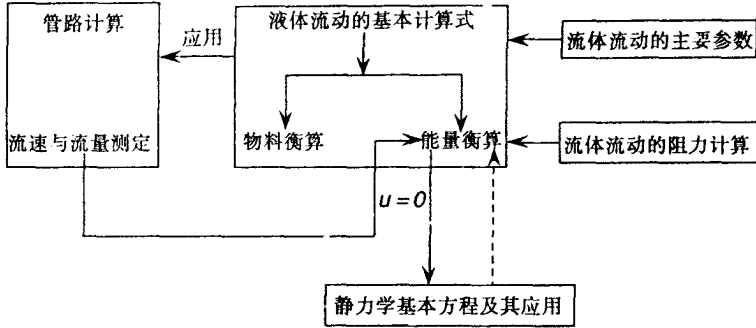 管路计算
流速与流量测定
应用
液体流动的基本计算式
物料衡算
能量衡算
流体流动的主要参数
流体流动的阻力计算
u=0
静力学基本方程及其应用